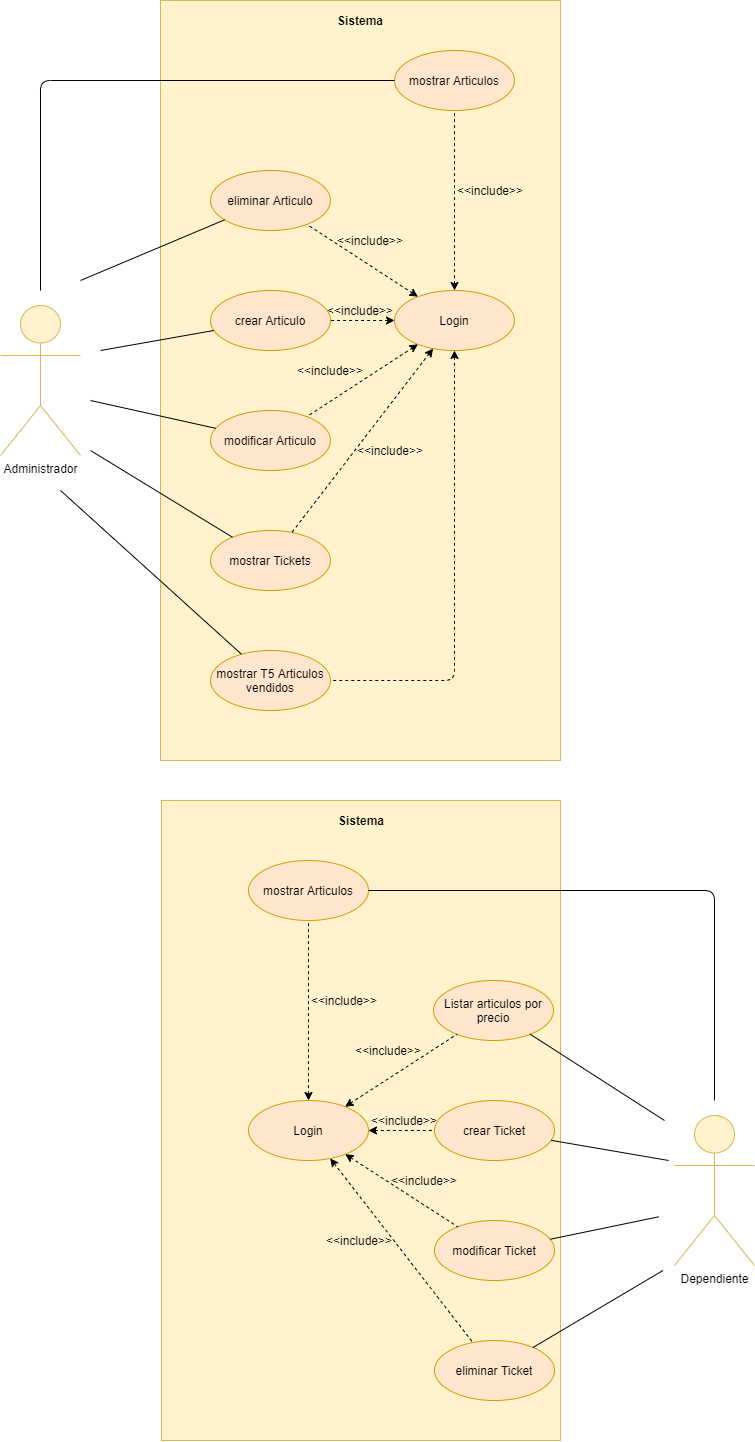 Sistema
mostrar Articulos
<<include>>
eliminar Articulo
<<include>>
crear Articulo
<<include>>
Login
<<include>>
modificar Articulo
<<include>>
Administrador
mostrar Tickets
mostrar T5 Articulos
vendidos
Sistema
mostrar Articulos
<<include>>
Listar articulos por
precio
<<include>>
Login
<<include>>
crear Ticket
<<include>>
<<include>>
modificar Ticket
Dependiente
eliminar Ticket